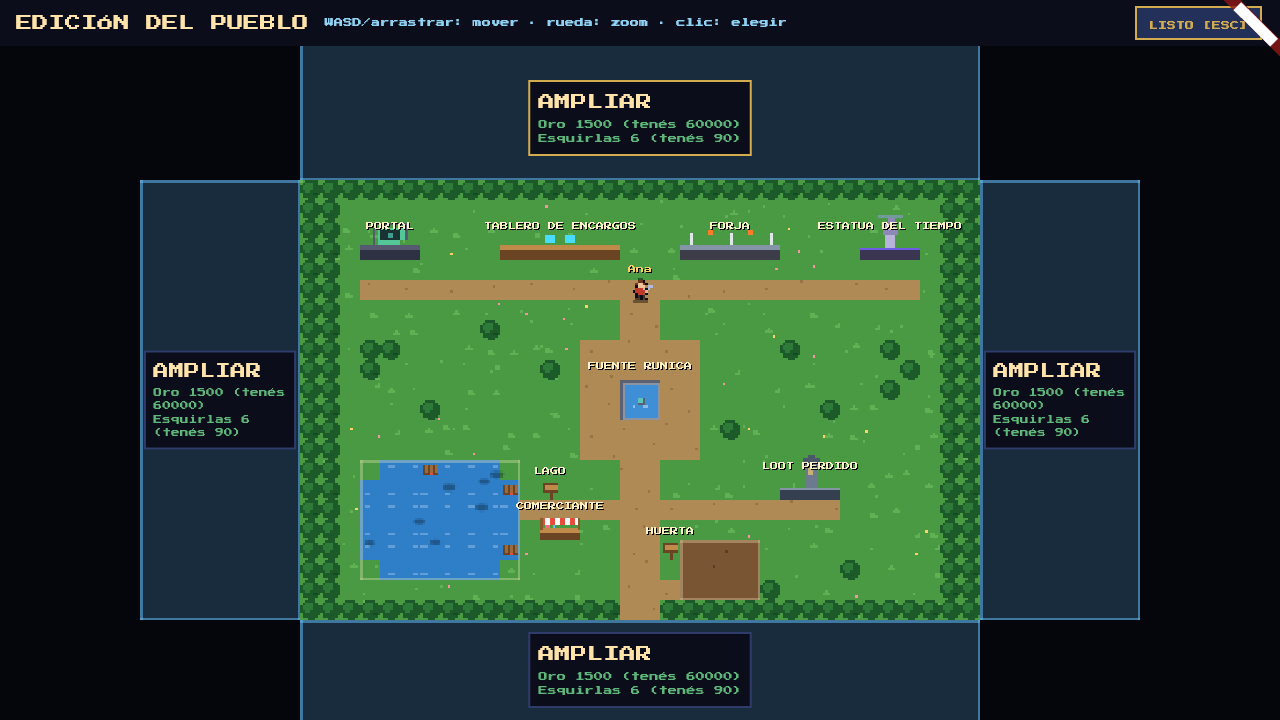 EDICIóN DEL PUEBLO
WASD/arrastrar: mover · rueda: zoom · clic: elegir
LISTO [ESC]
AMPLIAR
Oro 1500 (tenés 60000)
Esquirlas 6 (tenés 90)
PORTAL
TABLERO DE ENCARGOS
FORJA
ESTATUA DEL TIEMPO
Ana
AMPLIAR
Oro 1500 (tenés
60000)
Esquirlas 6
(tenés 90)
FUENTE RUNICA
AMPLIAR
Oro 1500 (tenés
60000)
Esquirlas 6
(tenés 90)
LAGO
LOOT PERDIDO
COMERCIANTE
HUERTA
AMPLIAR
Oro 1500 (tenés 60000)
Esquirlas 6 (tenés 90)